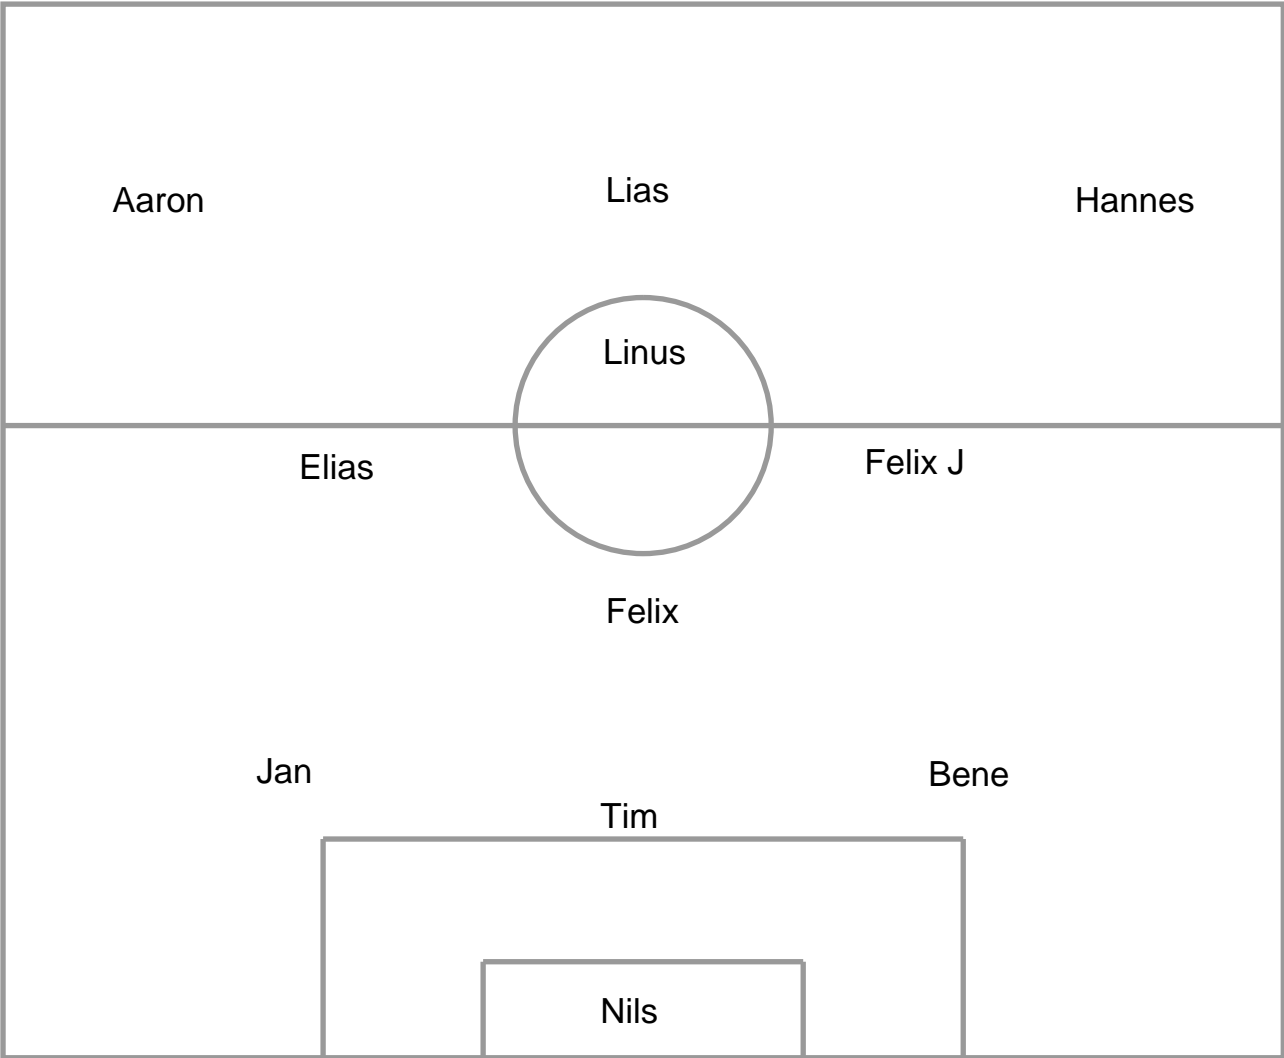 Aaron
Lias
Hannes
Linus
Elias
Felix J
Felix
Jan
Bene
Tim
Nils